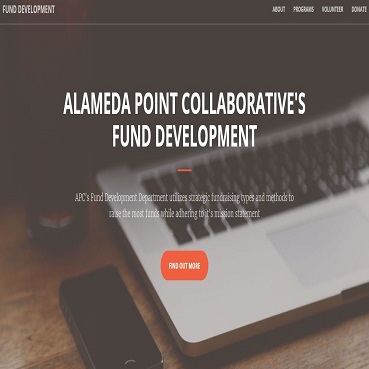 FUND DEVELOPMENT
ABOUT PROGRAMS VOLUNTEER DONATE
ALAMEDA POINT COLLABORATIVE'S
FUND DEVELOPMENT
APC's Fund Development Department utilizes strategic fundraising types and methods to
raise the most funds while adhering to it's mission statement
FIND OUT MORE